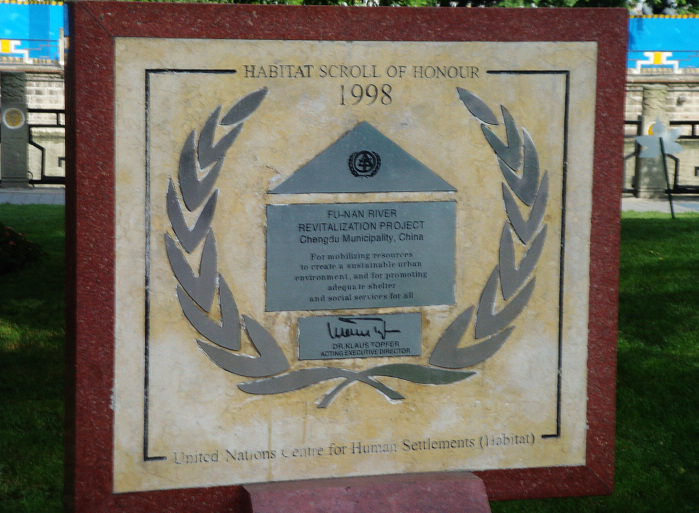 HABITAT SCROLL OF HONOUR
1998
FU-NAN RIVER
REVITALIZATION PROJECT
Chengdu Municipality, China
For mobilizing resources
to create a sustainable urban
environment, and for promoting
adequate shelter
and social services for all
DR.KLAUS TOPFER
ACTING EXECUTIVE DIRECTOR
United Nations Centre for Human Settlements (Habitat)